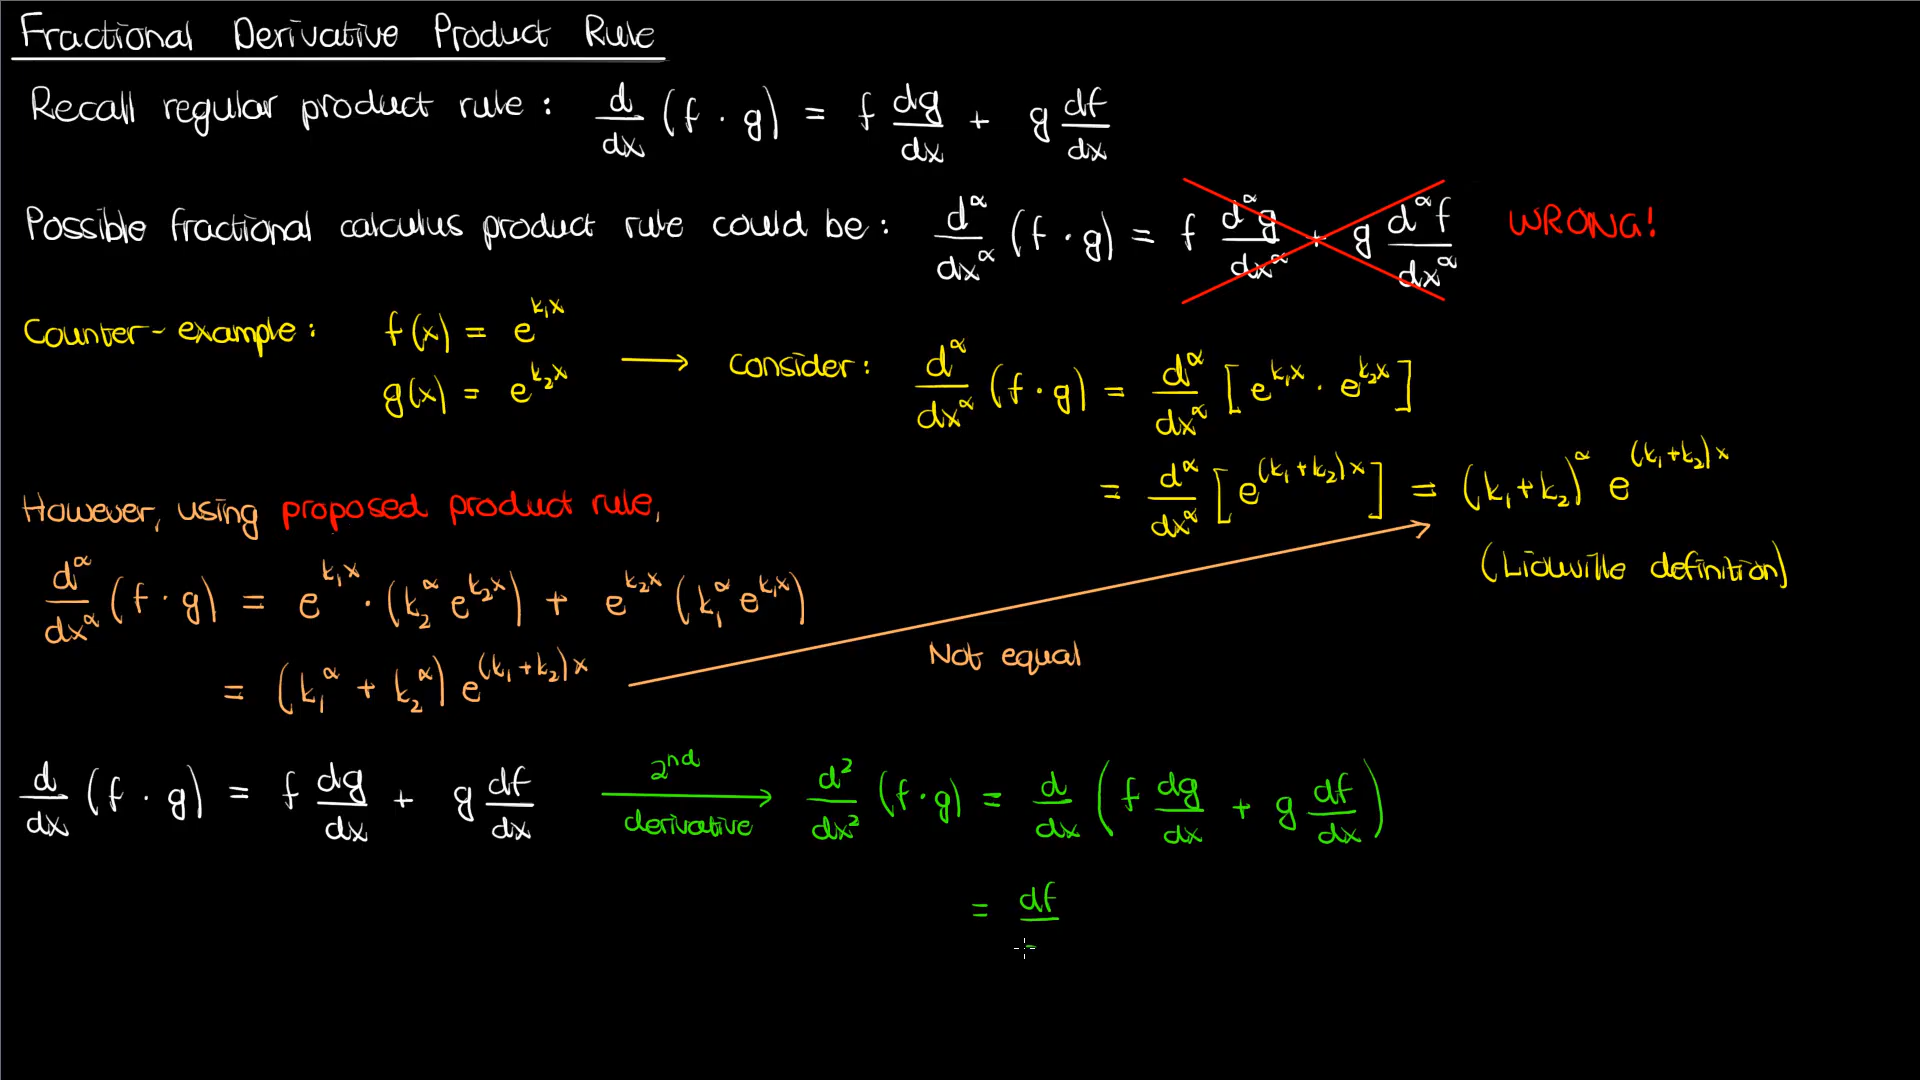 Fractional Derivative Product Rule
Recall regular product rule: d/dx (f · g) = f dg/dx + g df/dx
Possible fractional calculus product rule could be: d^α/dx^α (f · g) = f d^αg/dx^α + g d^αf/dx^α WRONG!
Counter-example: f(x) = e^(k₁x)
g(x) = e^(k₂x) ⟶ consider: d^α/dx^α (f · g) = d^α/dx^α [e^(k₁x) · e^(k₂x)]
= d^α/dx^α [e^((k₁+k₂)x)] = (k₁+k₂)^α e^((k₁+k₂)x)
(Liouville definition)
However, using proposed product rule,
d^α/dx^α (f · g) = e^(k₁x) · (k₂^α e^(k₂x)) + e^(k₂x) (k₁^α e^(k₁x))
= (k₁^α + k₂^α) e^((k₁+k₂)x)
Not equal
d/dx (f · g) = f dg/dx + g df/dx 2nd derivative ⟶ d²/dx² (f·g) = d/dx (f dg/dx + g df/dx)
= df